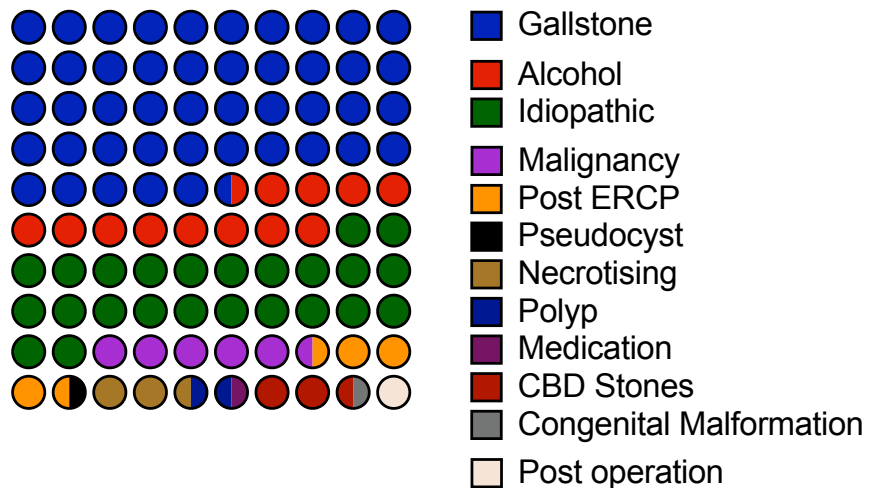 Gallstone
Alcohol
Idiopathic
Malignancy
Post ERCP
Pseudocyst
Necrotising
Polyp
Medication
CBD Stones
Congenital Malformation
Post operation